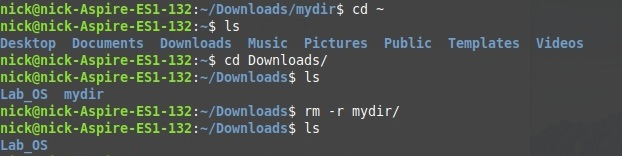 nick@nick-Aspire-ES1-132:~/Downloads/mydir$ cd ~
nick@nick-Aspire-ES1-132:~$ ls
Desktop  Documents  Downloads  Music  Pictures  Public  Templates  Videos
nick@nick-Aspire-ES1-132:~$ cd Downloads/
nick@nick-Aspire-ES1-132:~/Downloads$ ls
Lab_OS  mydir
nick@nick-Aspire-ES1-132:~/Downloads$ rm -r mydir/
nick@nick-Aspire-ES1-132:~/Downloads$ ls
Lab_OS